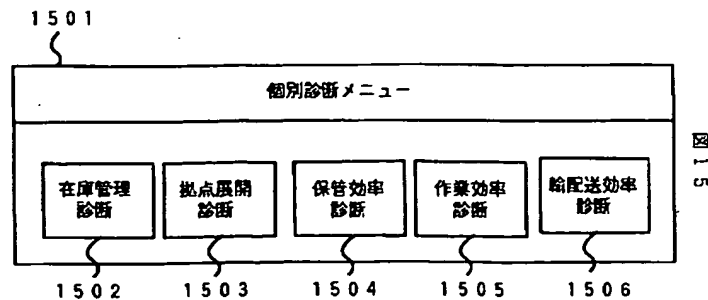 1501
個別診断メニュー
在庫管理
診断
拠点展開
診断
保管効率
診断
作業効率
診断
輸配送効率
診断
1502
1503
1504
1505
1506
図15